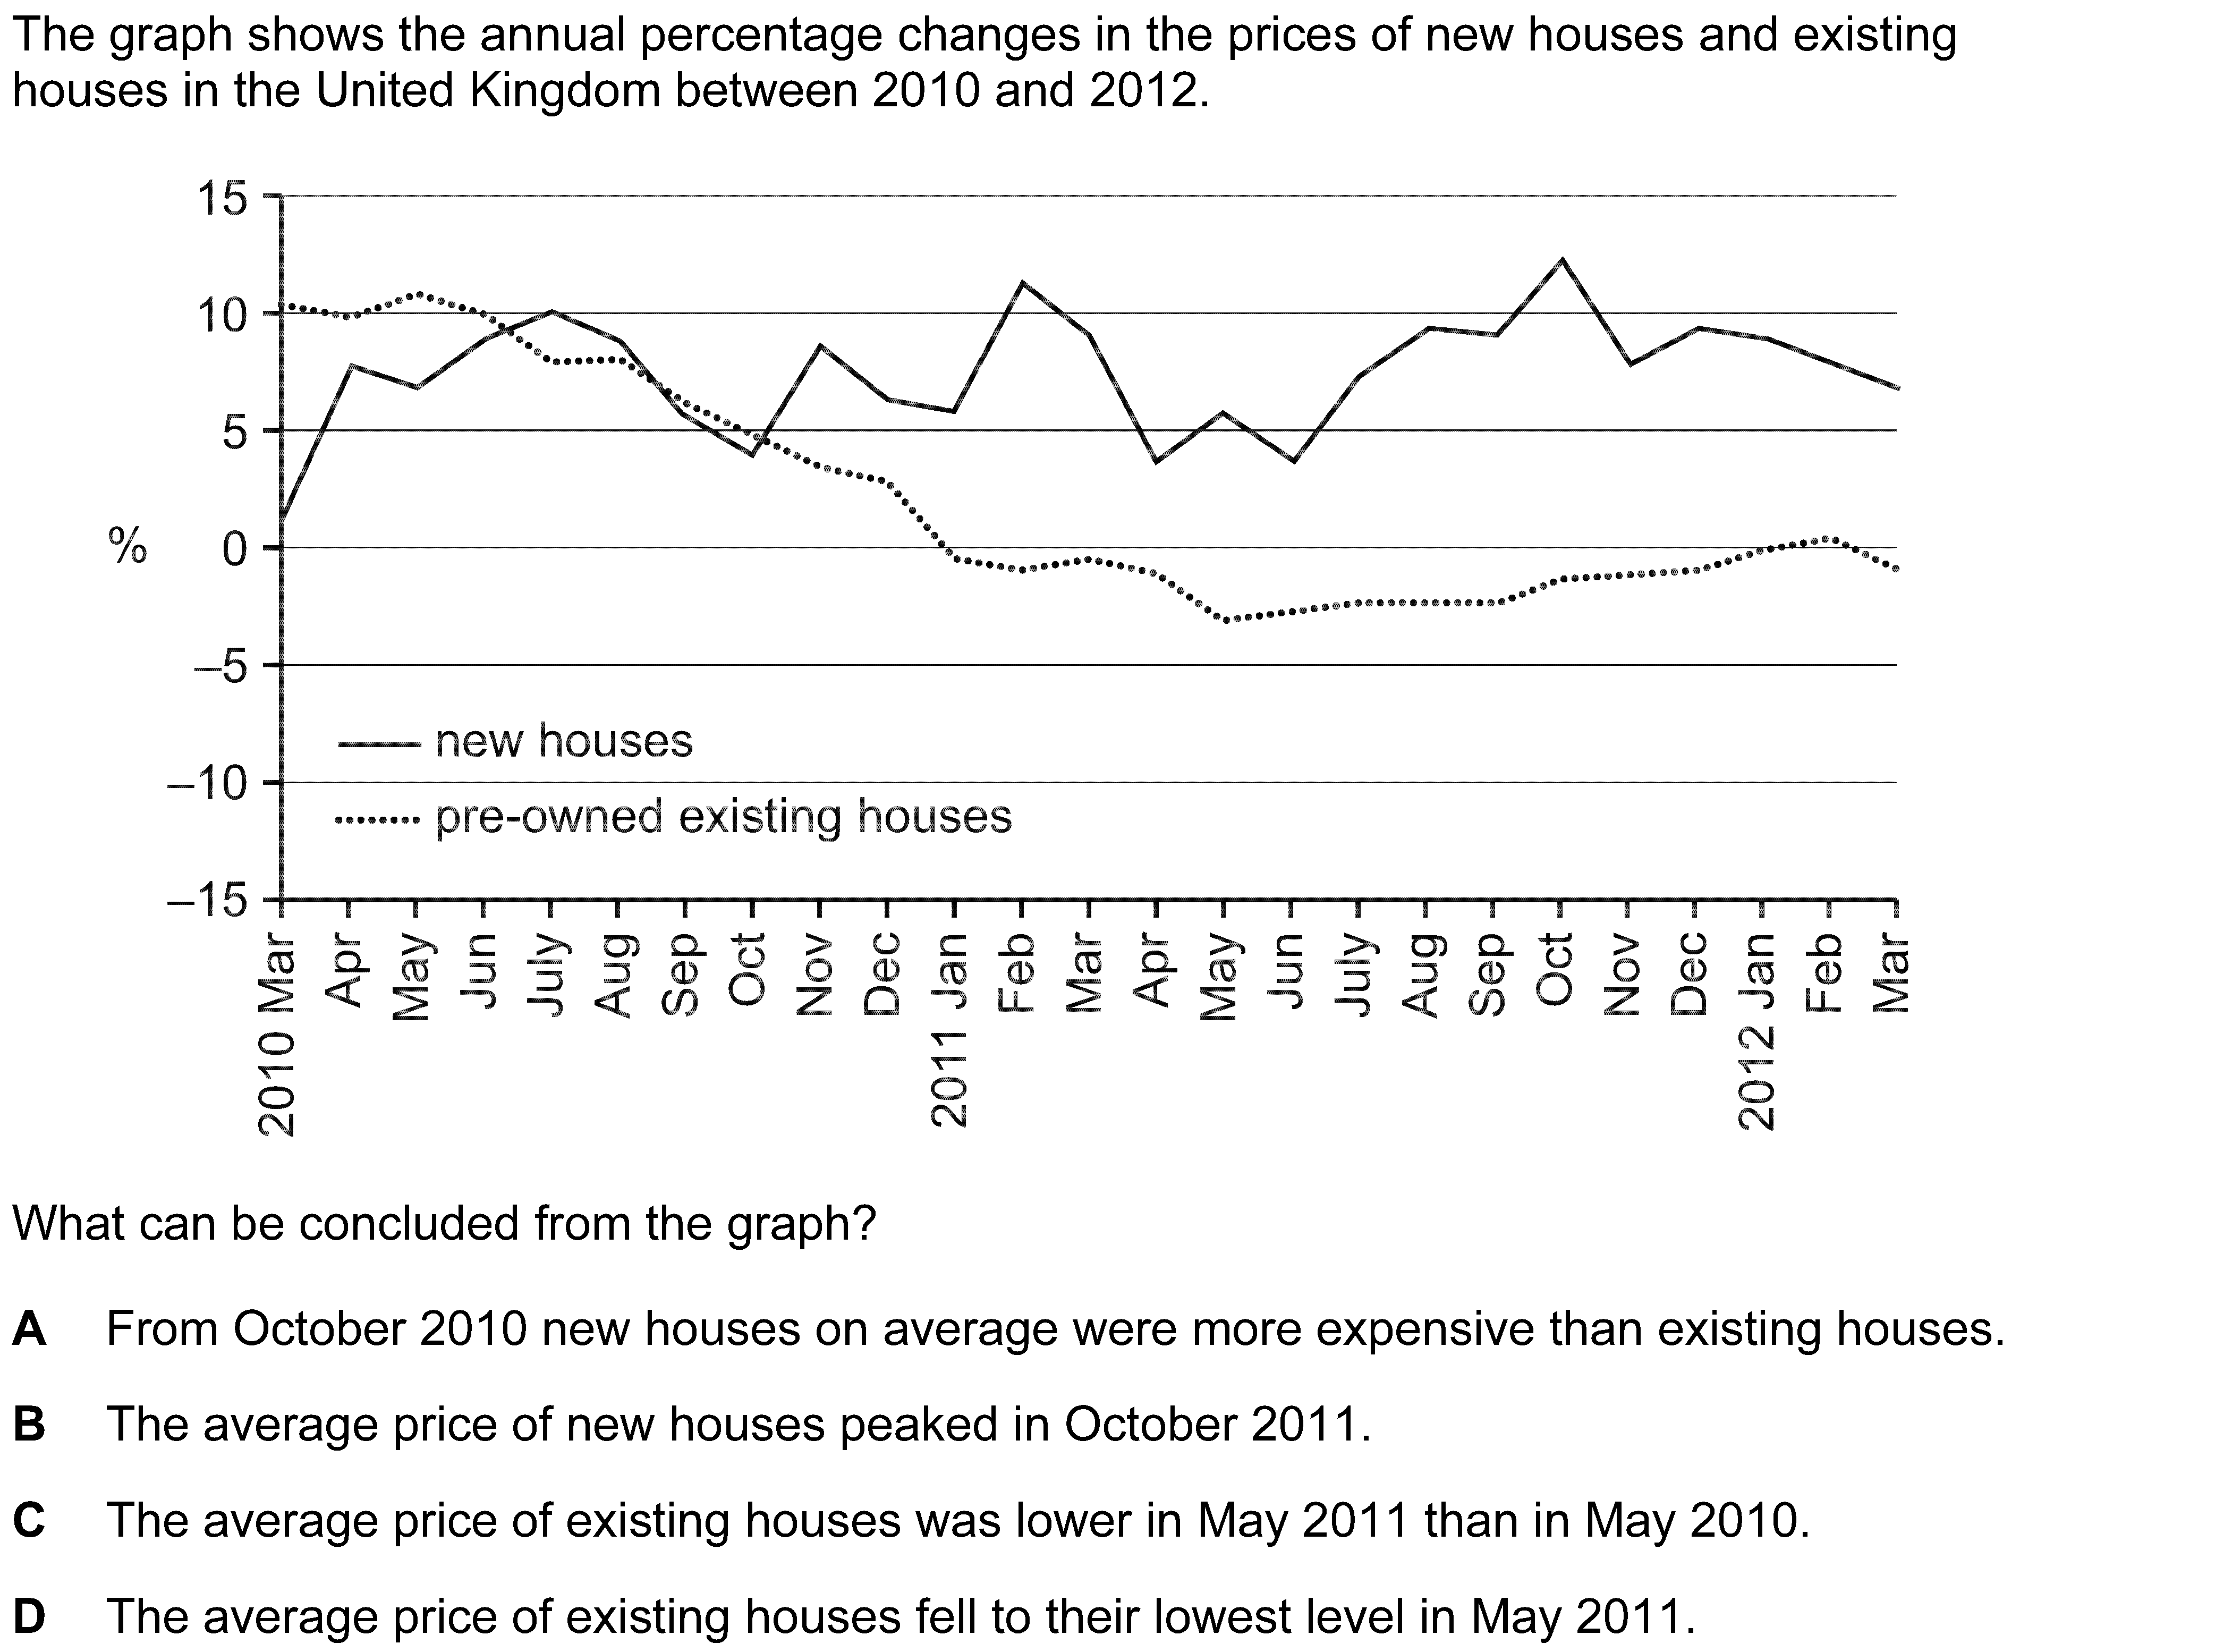 The graph shows the annual percentage changes in the prices of new houses and existing
houses in the United Kingdom between 2010 and 2012.
15
10
5
% 0
–5
–10
–15
new houses
pre-owned existing houses
2010 Mar Apr May Jun July Aug Sep Oct Nov Dec 2011 Jan Feb Mar Apr May Jun July Aug Sep Oct Nov Dec 2012 Jan Feb Mar
What can be concluded from the graph?
A From October 2010 new houses on average were more expensive than existing houses.
B The average price of new houses peaked in October 2011.
C The average price of existing houses was lower in May 2011 than in May 2010.
D The average price of existing houses fell to their lowest level in May 2011.